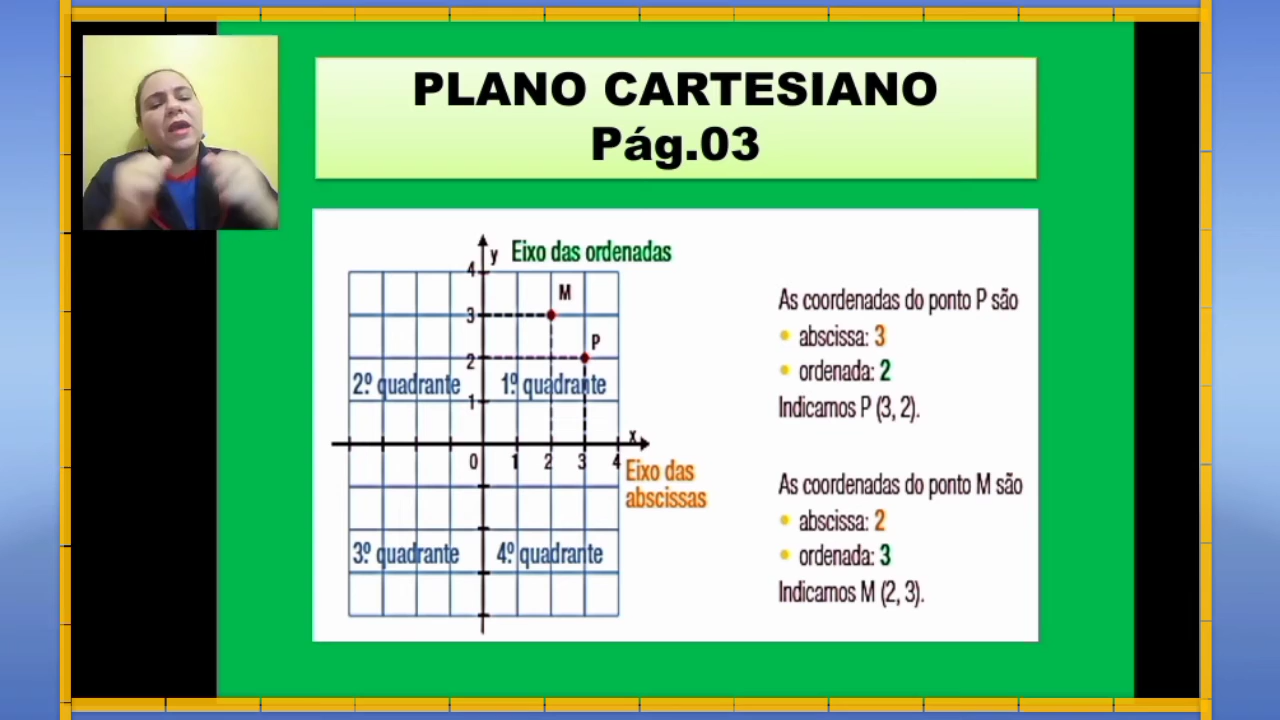 PLANO CARTESIANO
Pág.03
y Eixo das ordenadas
4
M
3
P
2
2º quadrante 1º quadrante
1
x
0 1 2 3 4
Eixo das
abscissas
3º quadrante 4º quadrante
As coordenadas do ponto P são
• abscissa: 3
• ordenada: 2
Indicamos P (3, 2).
As coordenadas do ponto M são
• abscissa: 2
• ordenada: 3
Indicamos M (2, 3).